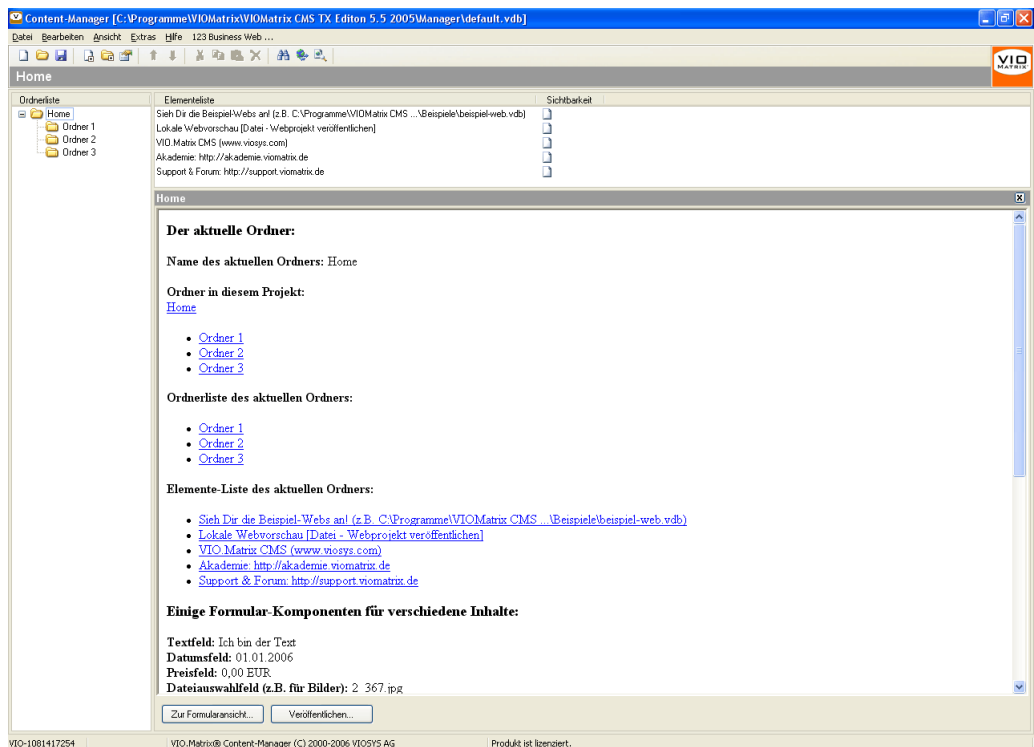 Content-Manager [C:\Programme\VIOMatrix\VIOMatrix CMS TX Editon 5.5 2005\Manager\default.vdb]
Datei Bearbeiten Ansicht Extras Hilfe 123 Business Web ...
VIO
MATRIX
Home
Ordnerliste
Elementeliste Sichtbarkeit
Home
Ordner 1
Ordner 2
Ordner 3
Sieh Dir die Beispiel-Webs an! (z.B. C:\Programme\VIOMatrix CMS ...\Beispiele\beispiel-web.vdb)
Lokale Webvorschau [Datei - Webprojekt veröffentlichen]
VIO.Matrix CMS (www.viosys.com)
Akademie: http://akademie.viomatrix.de
Support & Forum: http://support.viomatrix.de
Home
Der aktuelle Ordner:
Name des aktuellen Ordners: Home
Ordner in diesem Projekt:
Home
Ordner 1
Ordner 2
Ordner 3
Ordnerliste des aktuellen Ordners:
Ordner 1
Ordner 2
Ordner 3
Elemente-Liste des aktuellen Ordners:
Sieh Dir die Beispiel-Webs an! (z.B. C:\Programme\VIOMatrix CMS ...\Beispiele\beispiel-web.vdb)
Lokale Webvorschau [Datei - Webprojekt veröffentlichen]
VIO.Matrix CMS (www.viosys.com)
Akademie: http://akademie.viomatrix.de
Support & Forum: http://support.viomatrix.de
Einige Formular-Komponenten für verschiedene Inhalte:
Textfeld: Ich bin der Text
Datumsfeld: 01.01.2006
Preisfeld: 0,00 EUR
Dateiauswahlfeld (z.B. für Bilder): 2_367.jpg
Zur Formularansicht... Veröffentlichen...
VIO-1081417254 VIO.Matrix® Content-Manager (C) 2000-2006 VIOSYS AG Produkt ist lizenziert.